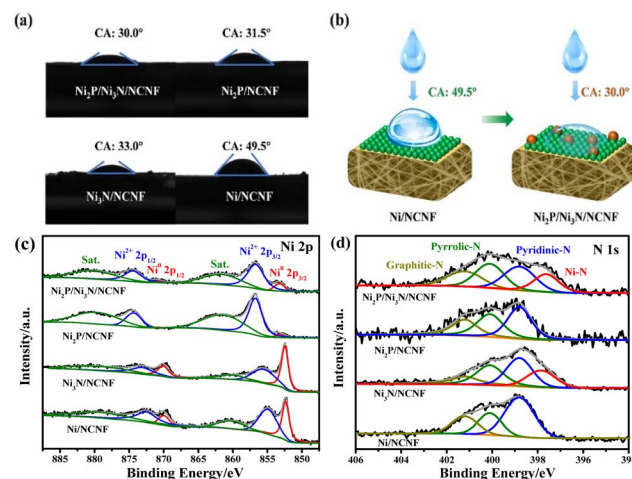 (a)
CA: 30.0° CA: 31.5°
Ni₂P/Ni₃N/NCNF Ni₂P/NCNF
CA: 33.0° CA: 49.5°
Ni₃N/NCNF Ni/NCNF
(b)
CA: 49.5° CA: 30.0°
Ni/NCNF Ni₂P/Ni₃N/NCNF
(c) Ni 2p
Sat. Ni²⁺ 2p₁/₂ Ni⁰ 2p₁/₂ Sat. Ni²⁺ 2p₃/₂ Ni⁰ 2p₃/₂
Ni₂P/Ni₃N/NCNF
Ni₂P/NCNF
Ni₃N/NCNF
Ni/NCNF
Intensity/a.u.
885 880 875 870 865 860 855 850
Binding Energy/eV
(d) N 1s
Graphitic-N Pyrrolic-N Pyridinic-N Ni-N
Ni₂P/Ni₃N/NCNF
Ni₂P/NCNF
Ni₃N/NCNF
Ni/NCNF
Intensity/a.u.
406 404 402 400 398 396 394
Binding Energy/eV